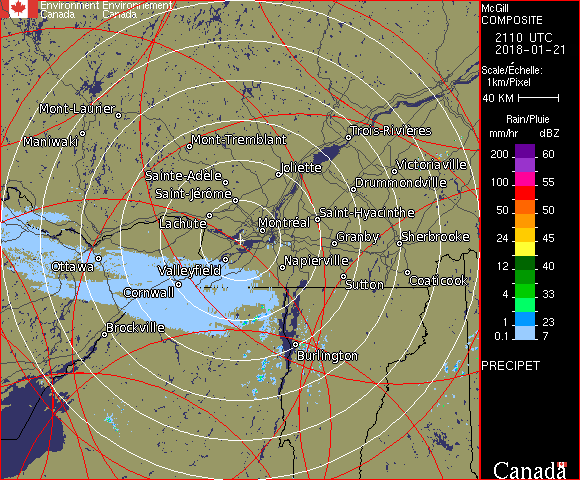 Environment Environnement
Canada Canada
McGill
COMPOSITE
2110 UTC
2018-01-21
Scale/Échelle:
1km/Pixel
40 KM
Rain/Pluie
mm/hr dBZ
200 60
100 55
50 50
24 45
12 40
4 33
1 23
0.1 7
PRECIPET
Canada
Mont-Laurier
Maniwaki
Mont-Tremblant
Trois-Rivières
Joliette
Victoriaville
Sainte-Adèle
Drummondville
Saint-Jérôme
Lachute
Montréal
Saint-Hyacinthe
Granby
Sherbrooke
Ottawa
Valleyfield
Napierville
Cornwall
Sutton
Coaticook
Brockville
Burlington